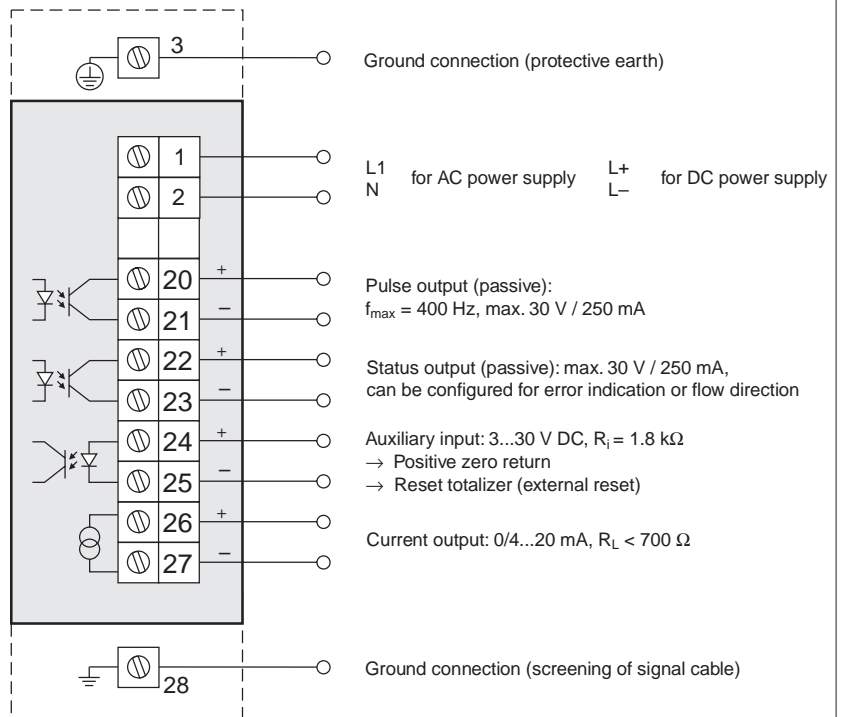 3
Ground connection (protective earth)
1
L1 for AC power supply L+ for DC power supply
2
N L–
20 +
Pulse output (passive):
21 –
fmax = 400 Hz, max. 30 V / 250 mA
22 +
Status output (passive): max. 30 V / 250 mA,
23 –
can be configured for error indication or flow direction
24 +
Auxiliary input: 3...30 V DC, Ri = 1.8 kΩ
→ Positive zero return
25 –
→ Reset totalizer (external reset)
26 +
Current output: 0/4...20 mA, RL < 700 Ω
27 –
28
Ground connection (screening of signal cable)